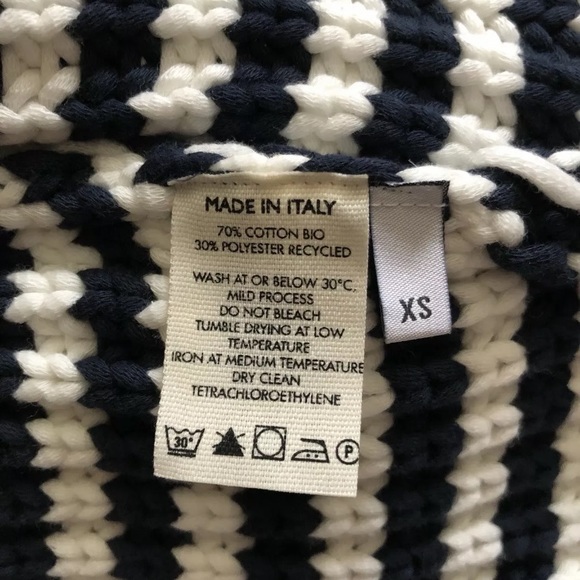 MADE IN ITALY
70% COTTON BIO
30% POLYESTER RECYCLED
WASH AT OR BELOW 30°C,
MILD PROCESS
DO NOT BLEACH
TUMBLE DRYING AT LOW
TEMPERATURE
IRON AT MEDIUM TEMPERATURE
DRY CLEAN
TETRACHLOROETHYLENE
30° P
XS